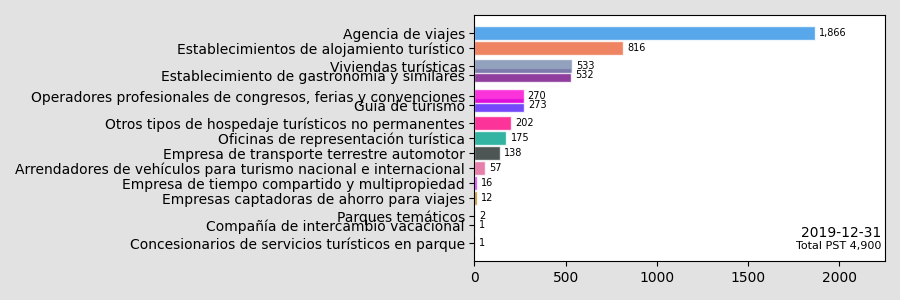 Agencia de viajes 1,866
Establecimientos de alojamiento turístico 816
Viviendas turísticas 533
Establecimiento de gastronomía y similares 532
Operadores profesionales de congresos, ferias y convenciones 270
Guía de turismo 273
Otros tipos de hospedaje turísticos no permanentes 202
Oficinas de representación turística 175
Empresa de transporte terrestre automotor 138
Arrendadores de vehículos para turismo nacional e internacional 57
Empresa de tiempo compartido y multipropiedad 16
Empresas captadoras de ahorro para viajes 12
Parques temáticos 2
Compañía de intercambio vacacional 1
Concesionarios de servicios turísticos en parque 1
2019-12-31
Total PST 4,900
0 500 1000 1500 2000